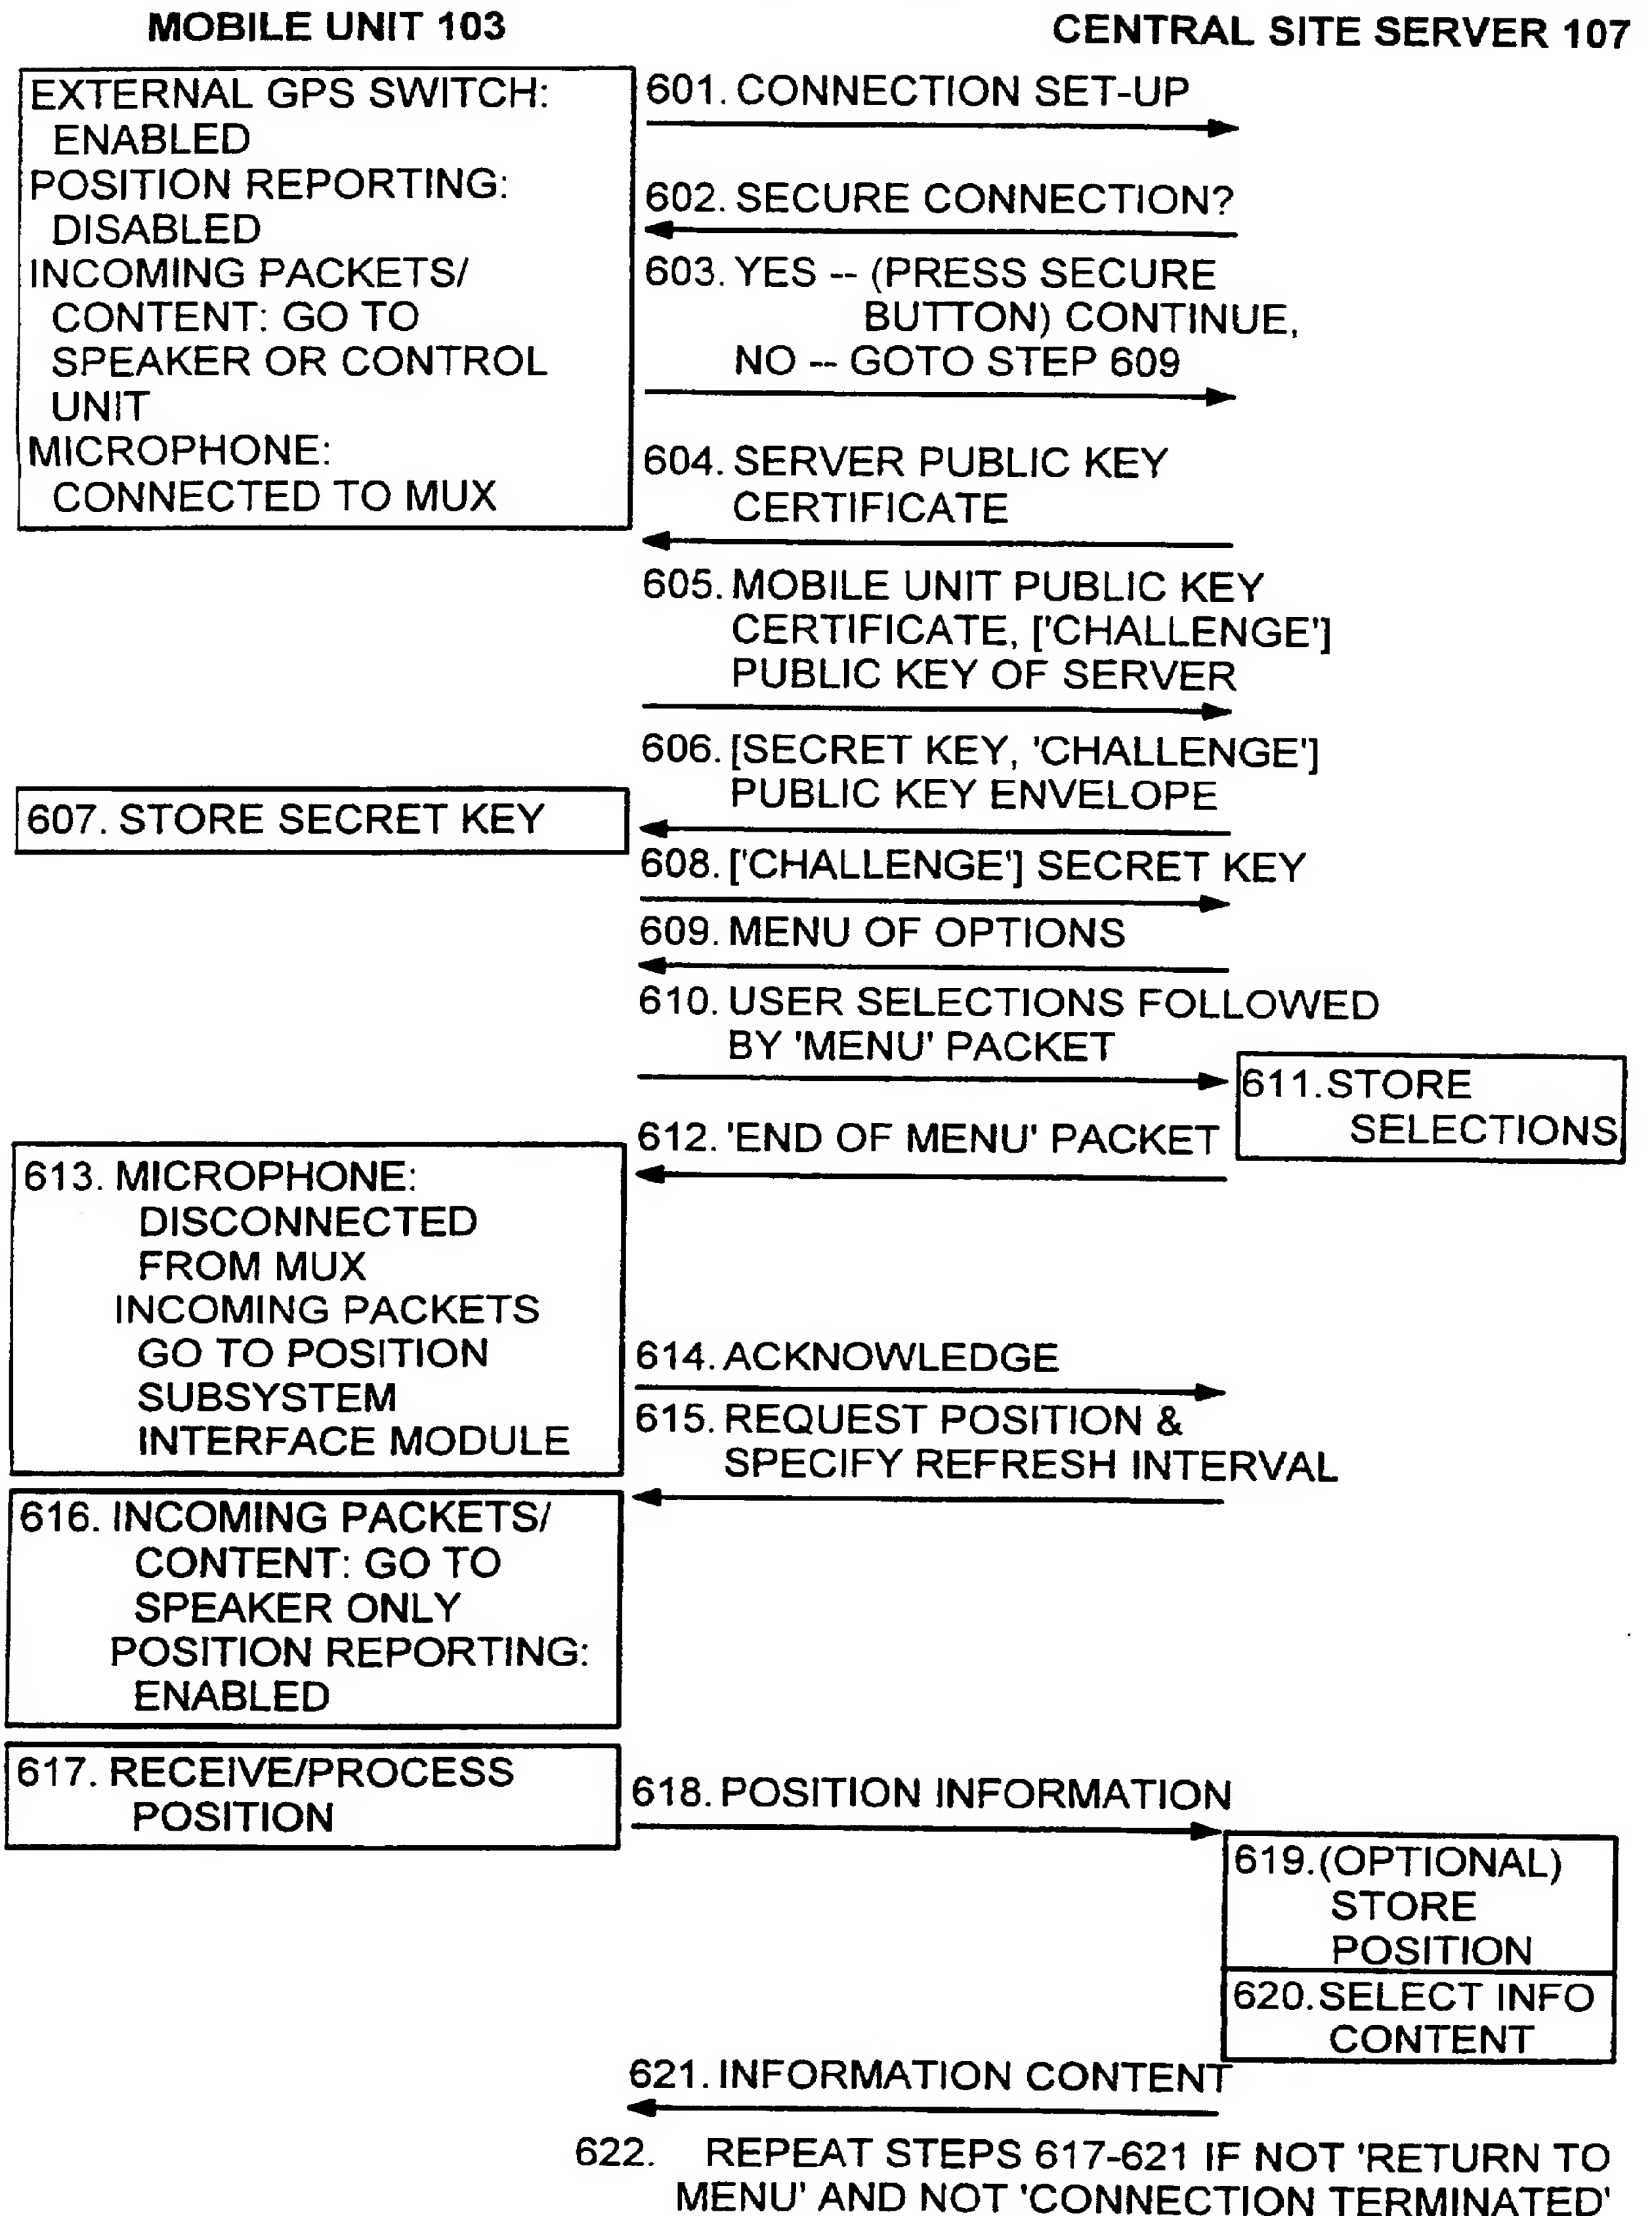 MOBILE UNIT 103
CENTRAL SITE SERVER 107
EXTERNAL GPS SWITCH:
ENABLED
POSITION REPORTING:
DISABLED
INCOMING PACKETS/
CONTENT: GO TO
SPEAKER OR CONTROL
UNIT
MICROPHONE:
CONNECTED TO MUX
601. CONNECTION SET-UP
602. SECURE CONNECTION?
603. YES -- (PRESS SECURE
BUTTON) CONTINUE,
NO -- GOTO STEP 609
604. SERVER PUBLIC KEY
CERTIFICATE
605. MOBILE UNIT PUBLIC KEY
CERTIFICATE, ['CHALLENGE']
PUBLIC KEY OF SERVER
606. [SECRET KEY, 'CHALLENGE']
PUBLIC KEY ENVELOPE
607. STORE SECRET KEY
608. ['CHALLENGE'] SECRET KEY
609. MENU OF OPTIONS
610. USER SELECTIONS FOLLOWED
BY 'MENU' PACKET
611. STORE
SELECTIONS
612. 'END OF MENU' PACKET
613. MICROPHONE:
DISCONNECTED
FROM MUX
INCOMING PACKETS
GO TO POSITION
SUBSYSTEM
INTERFACE MODULE
614. ACKNOWLEDGE
615. REQUEST POSITION &
SPECIFY REFRESH INTERVAL
616. INCOMING PACKETS/
CONTENT: GO TO
SPEAKER ONLY
POSITION REPORTING:
ENABLED
617. RECEIVE/PROCESS
POSITION
618. POSITION INFORMATION
619. (OPTIONAL)
STORE
POSITION
620. SELECT INFO
CONTENT
621. INFORMATION CONTENT
622. REPEAT STEPS 617-621 IF NOT 'RETURN TO
MENU' AND NOT 'CONNECTION TERMINATED'